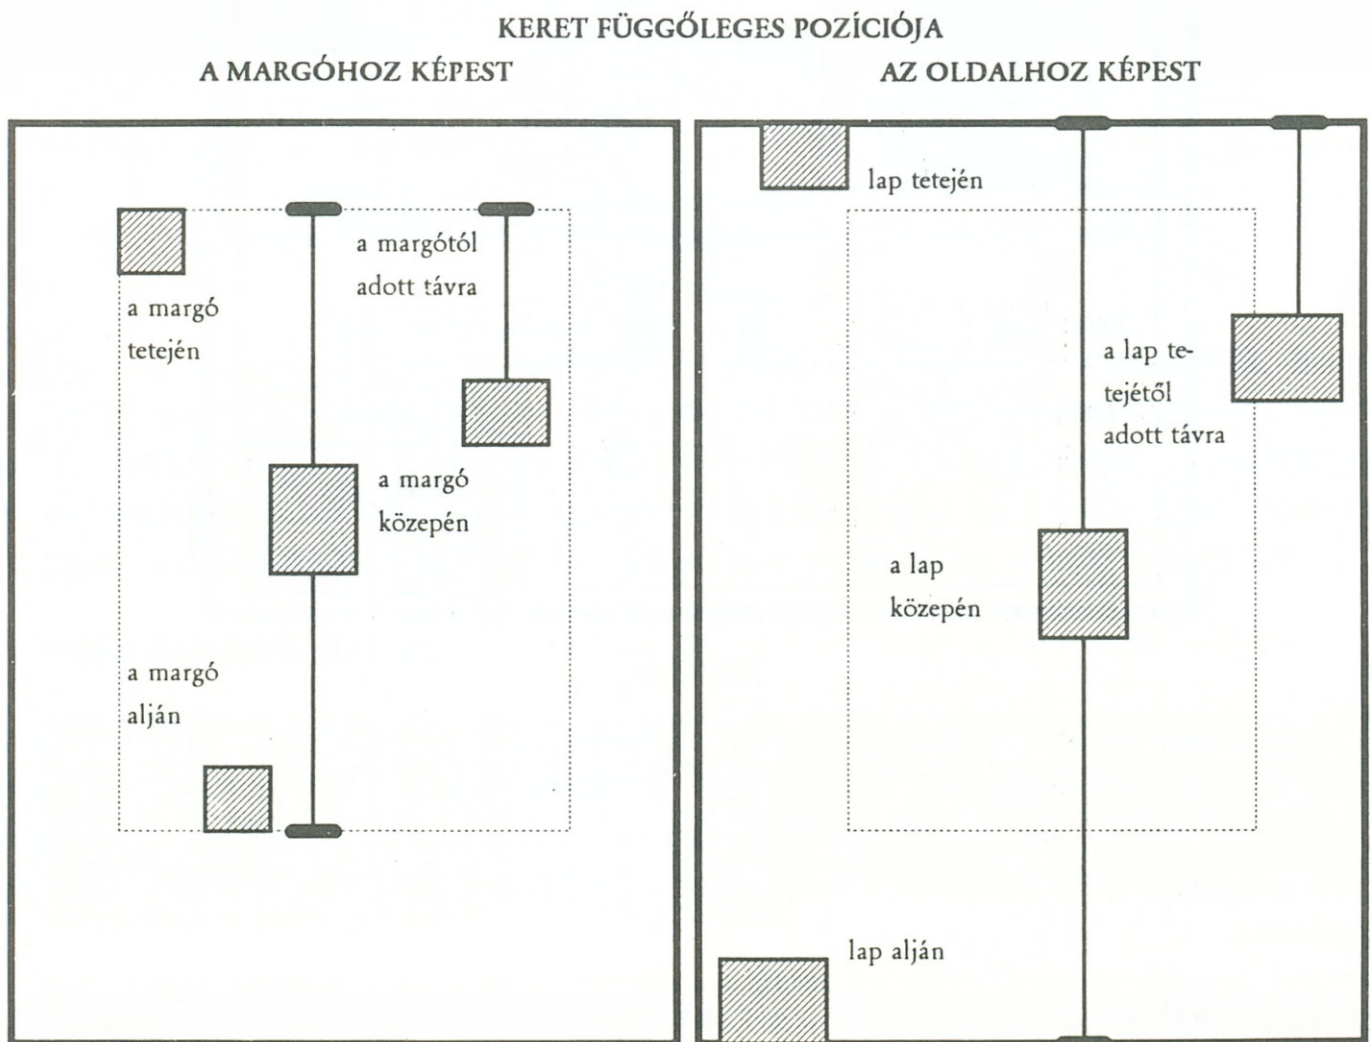 KERET FÜGGŐLEGES POZÍCIÓJA
A MARGÓHOZ KÉPEST
a margó
tetején
a margótól
adott távra
a margó
közepén
a margó
alján
AZ OLDALHOZ KÉPEST
lap tetején
a lap te-
tejétől
adott távra
a lap
közepén
lap alján